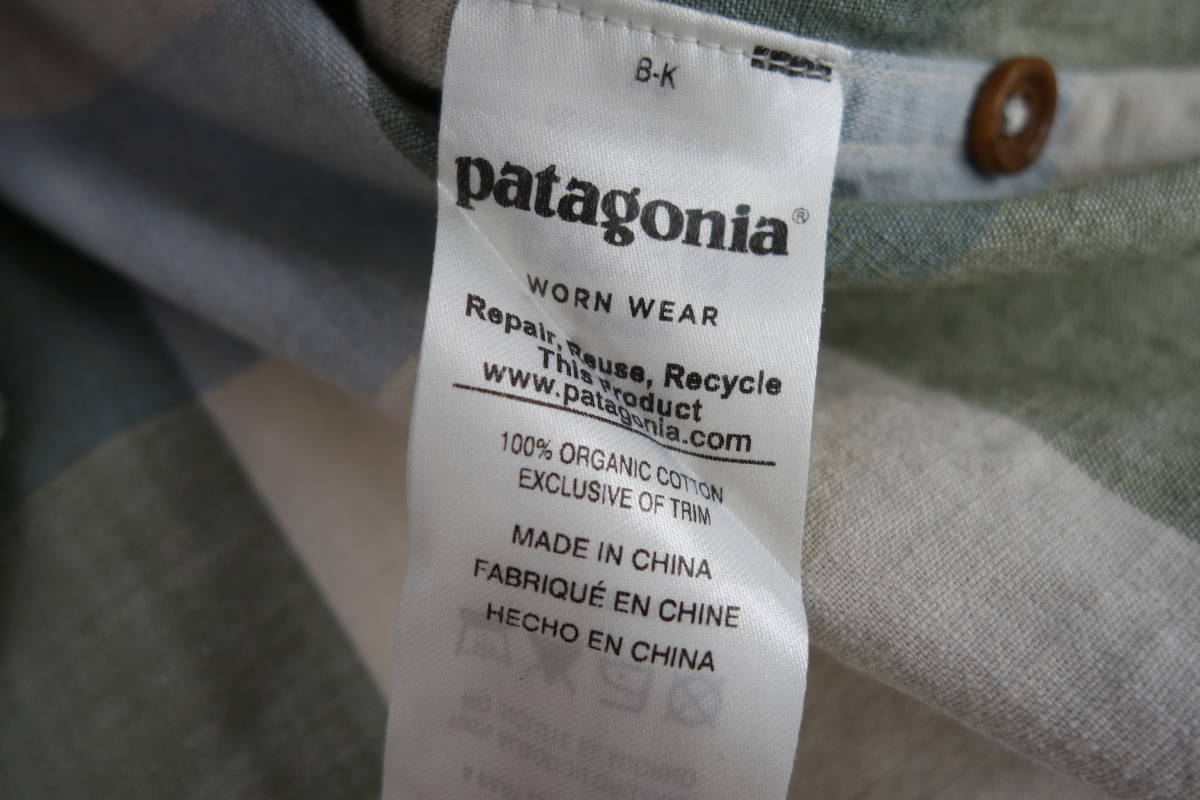 B-K
patagonia®
WORN WEAR
Repair, Reuse, Recycle
This Product
www.patagonia.com
100% ORGANIC COTTON
EXCLUSIVE OF TRIM
MADE IN CHINA
FABRIQUÉ EN CHINE
HECHO EN CHINA